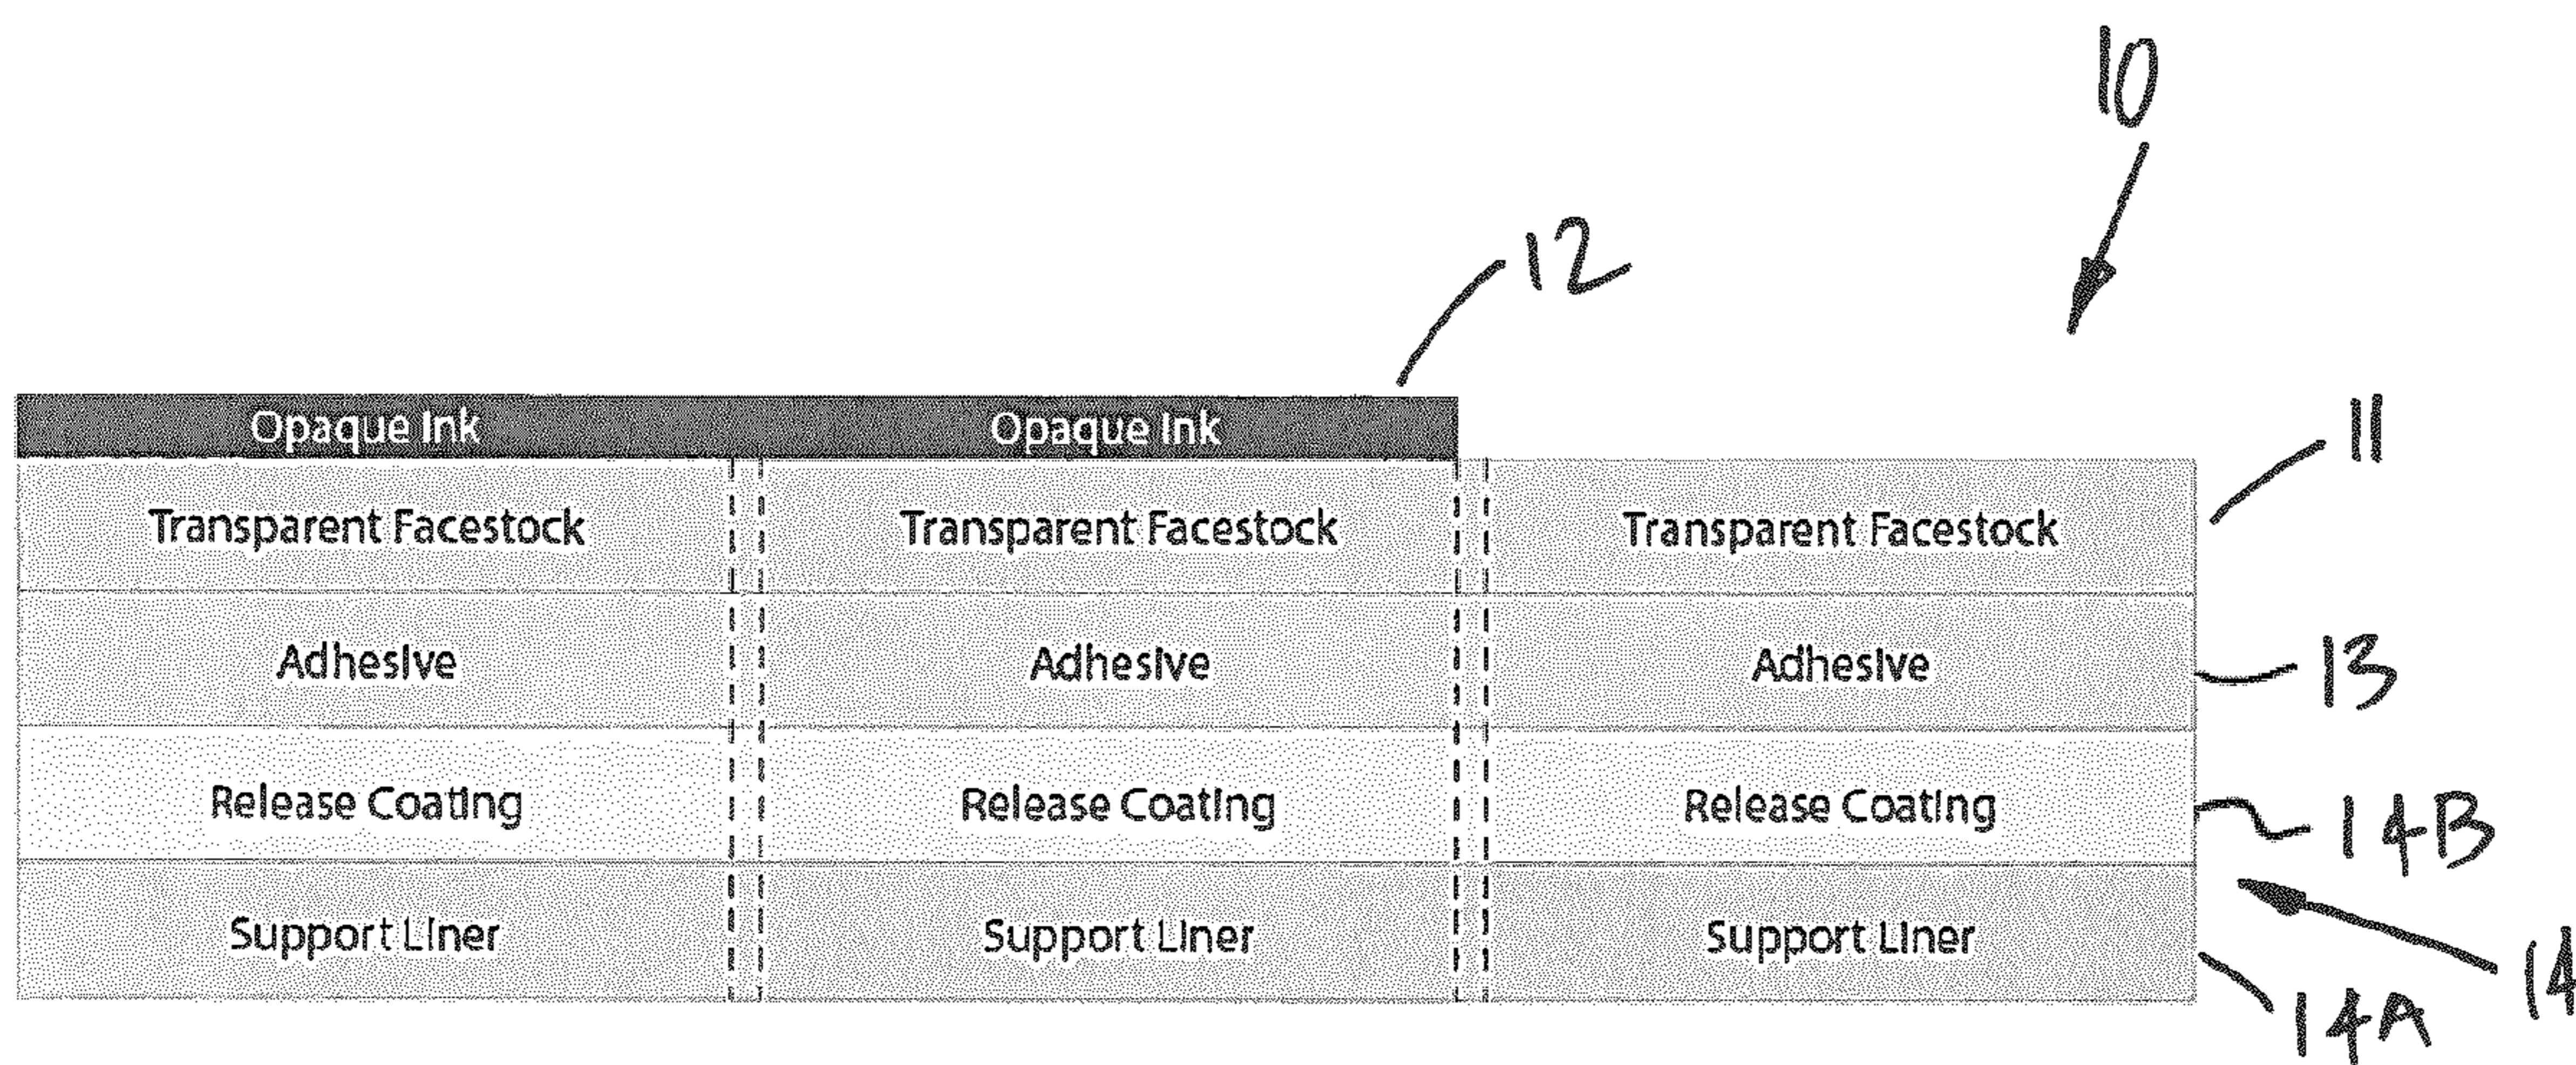 10
12
Opaque Ink Opaque Ink
11
Transparent Facestock Transparent Facestock Transparent Facestock
Adhesive Adhesive Adhesive
13
Release Coating Release Coating Release Coating
14B
Support Liner Support Liner Support Liner
14
14A